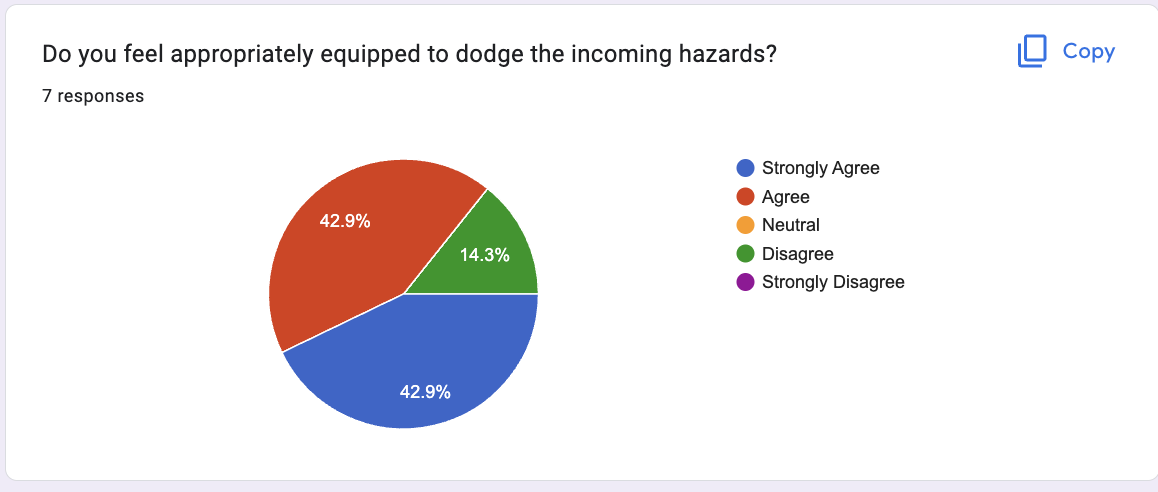 Do you feel appropriately equipped to dodge the incoming hazards?
Copy
7 responses
42.9%
14.3%
42.9%
Strongly Agree
Agree
Neutral
Disagree
Strongly Disagree